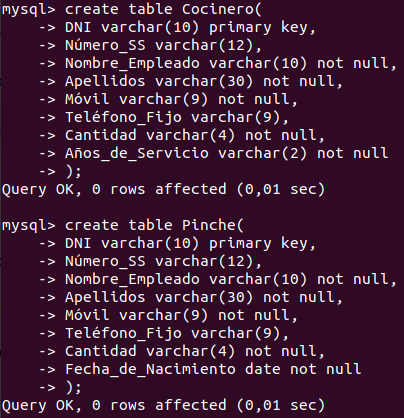 mysql> create table Cocinero(
    -> DNI varchar(10) primary key,
    -> Número_SS varchar(12),
    -> Nombre_Empleado varchar(10) not null,
    -> Apellidos varchar(30) not null,
    -> Móvil varchar(9) not null,
    -> Teléfono_Fijo varchar(9),
    -> Cantidad varchar(4) not null,
    -> Años_de_Servicio varchar(2) not null
    -> );
Query OK, 0 rows affected (0,01 sec)

mysql> create table Pinche(
    -> DNI varchar(10) primary key,
    -> Número_SS varchar(12),
    -> Nombre_Empleado varchar(10) not null,
    -> Apellidos varchar(30) not null,
    -> Móvil varchar(9) not null,
    -> Teléfono_Fijo varchar(9),
    -> Cantidad varchar(4) not null,
    -> Fecha_de_Nacimiento date not null
    -> );
Query OK, 0 rows affected (0,01 sec)